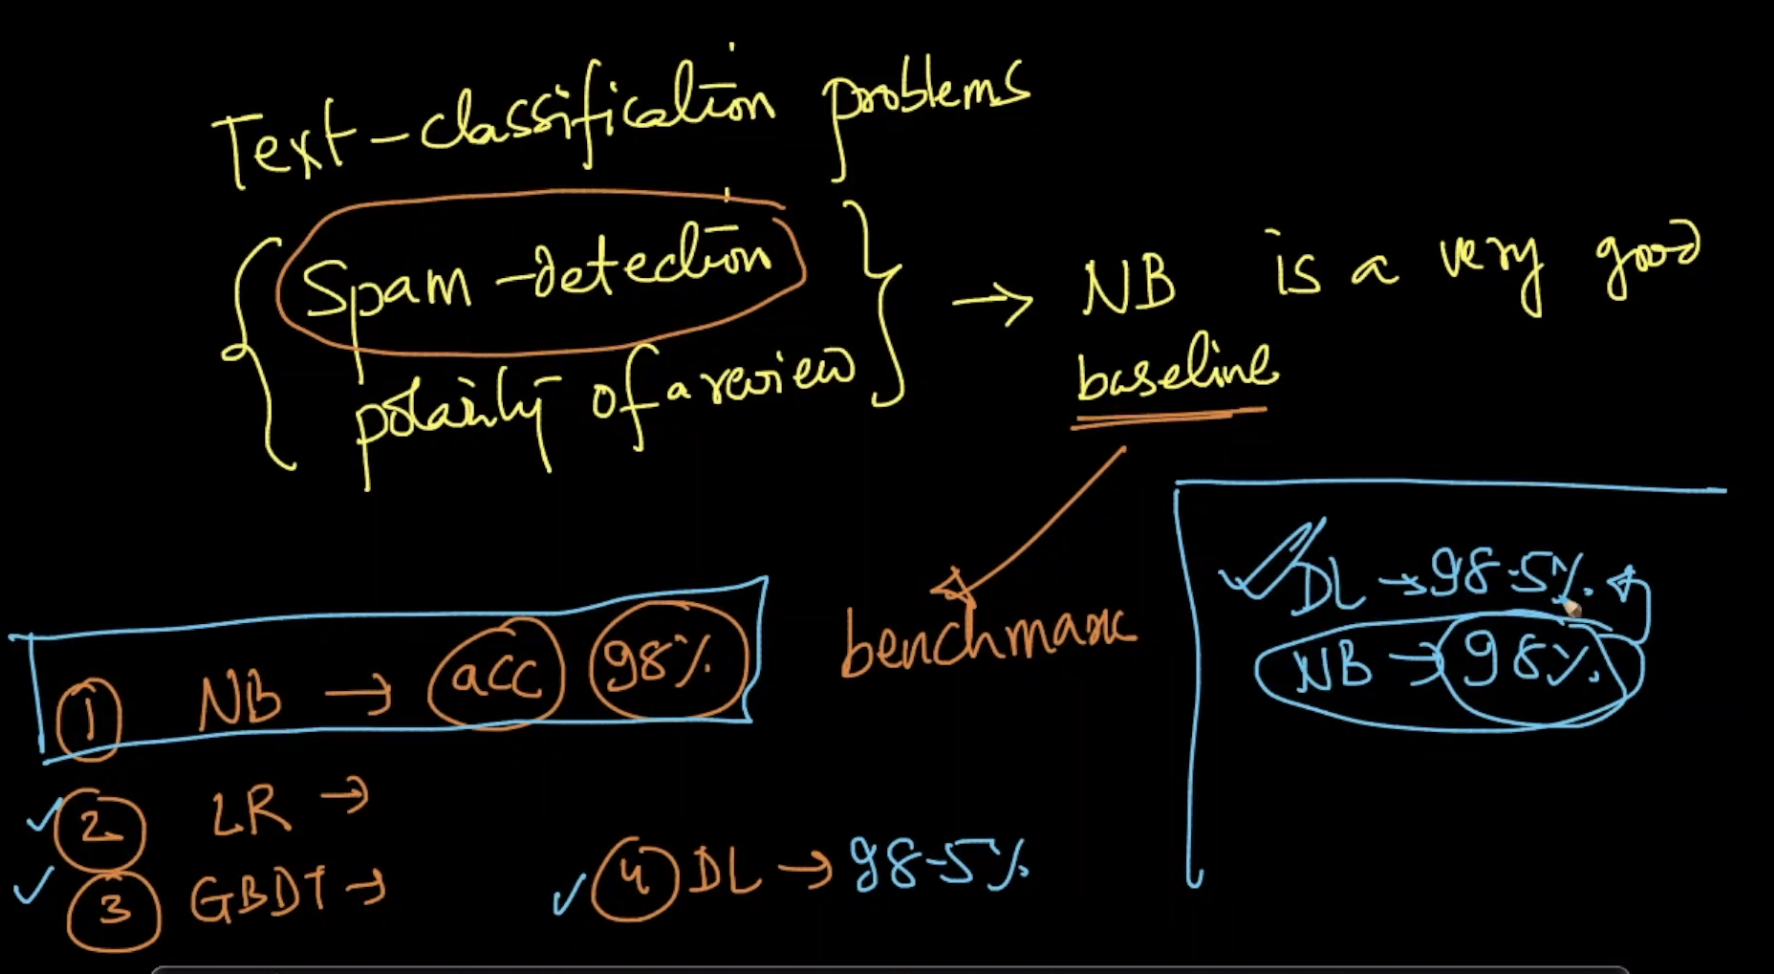 Text-classification problems
Spam-detection
polarity of a review
→ NB is a very good
baseline
benchmark
① NB → acc 98%
② LR →
③ GBDT →
④ DL → 98.5%
DL → 98.5%
NB → 98%